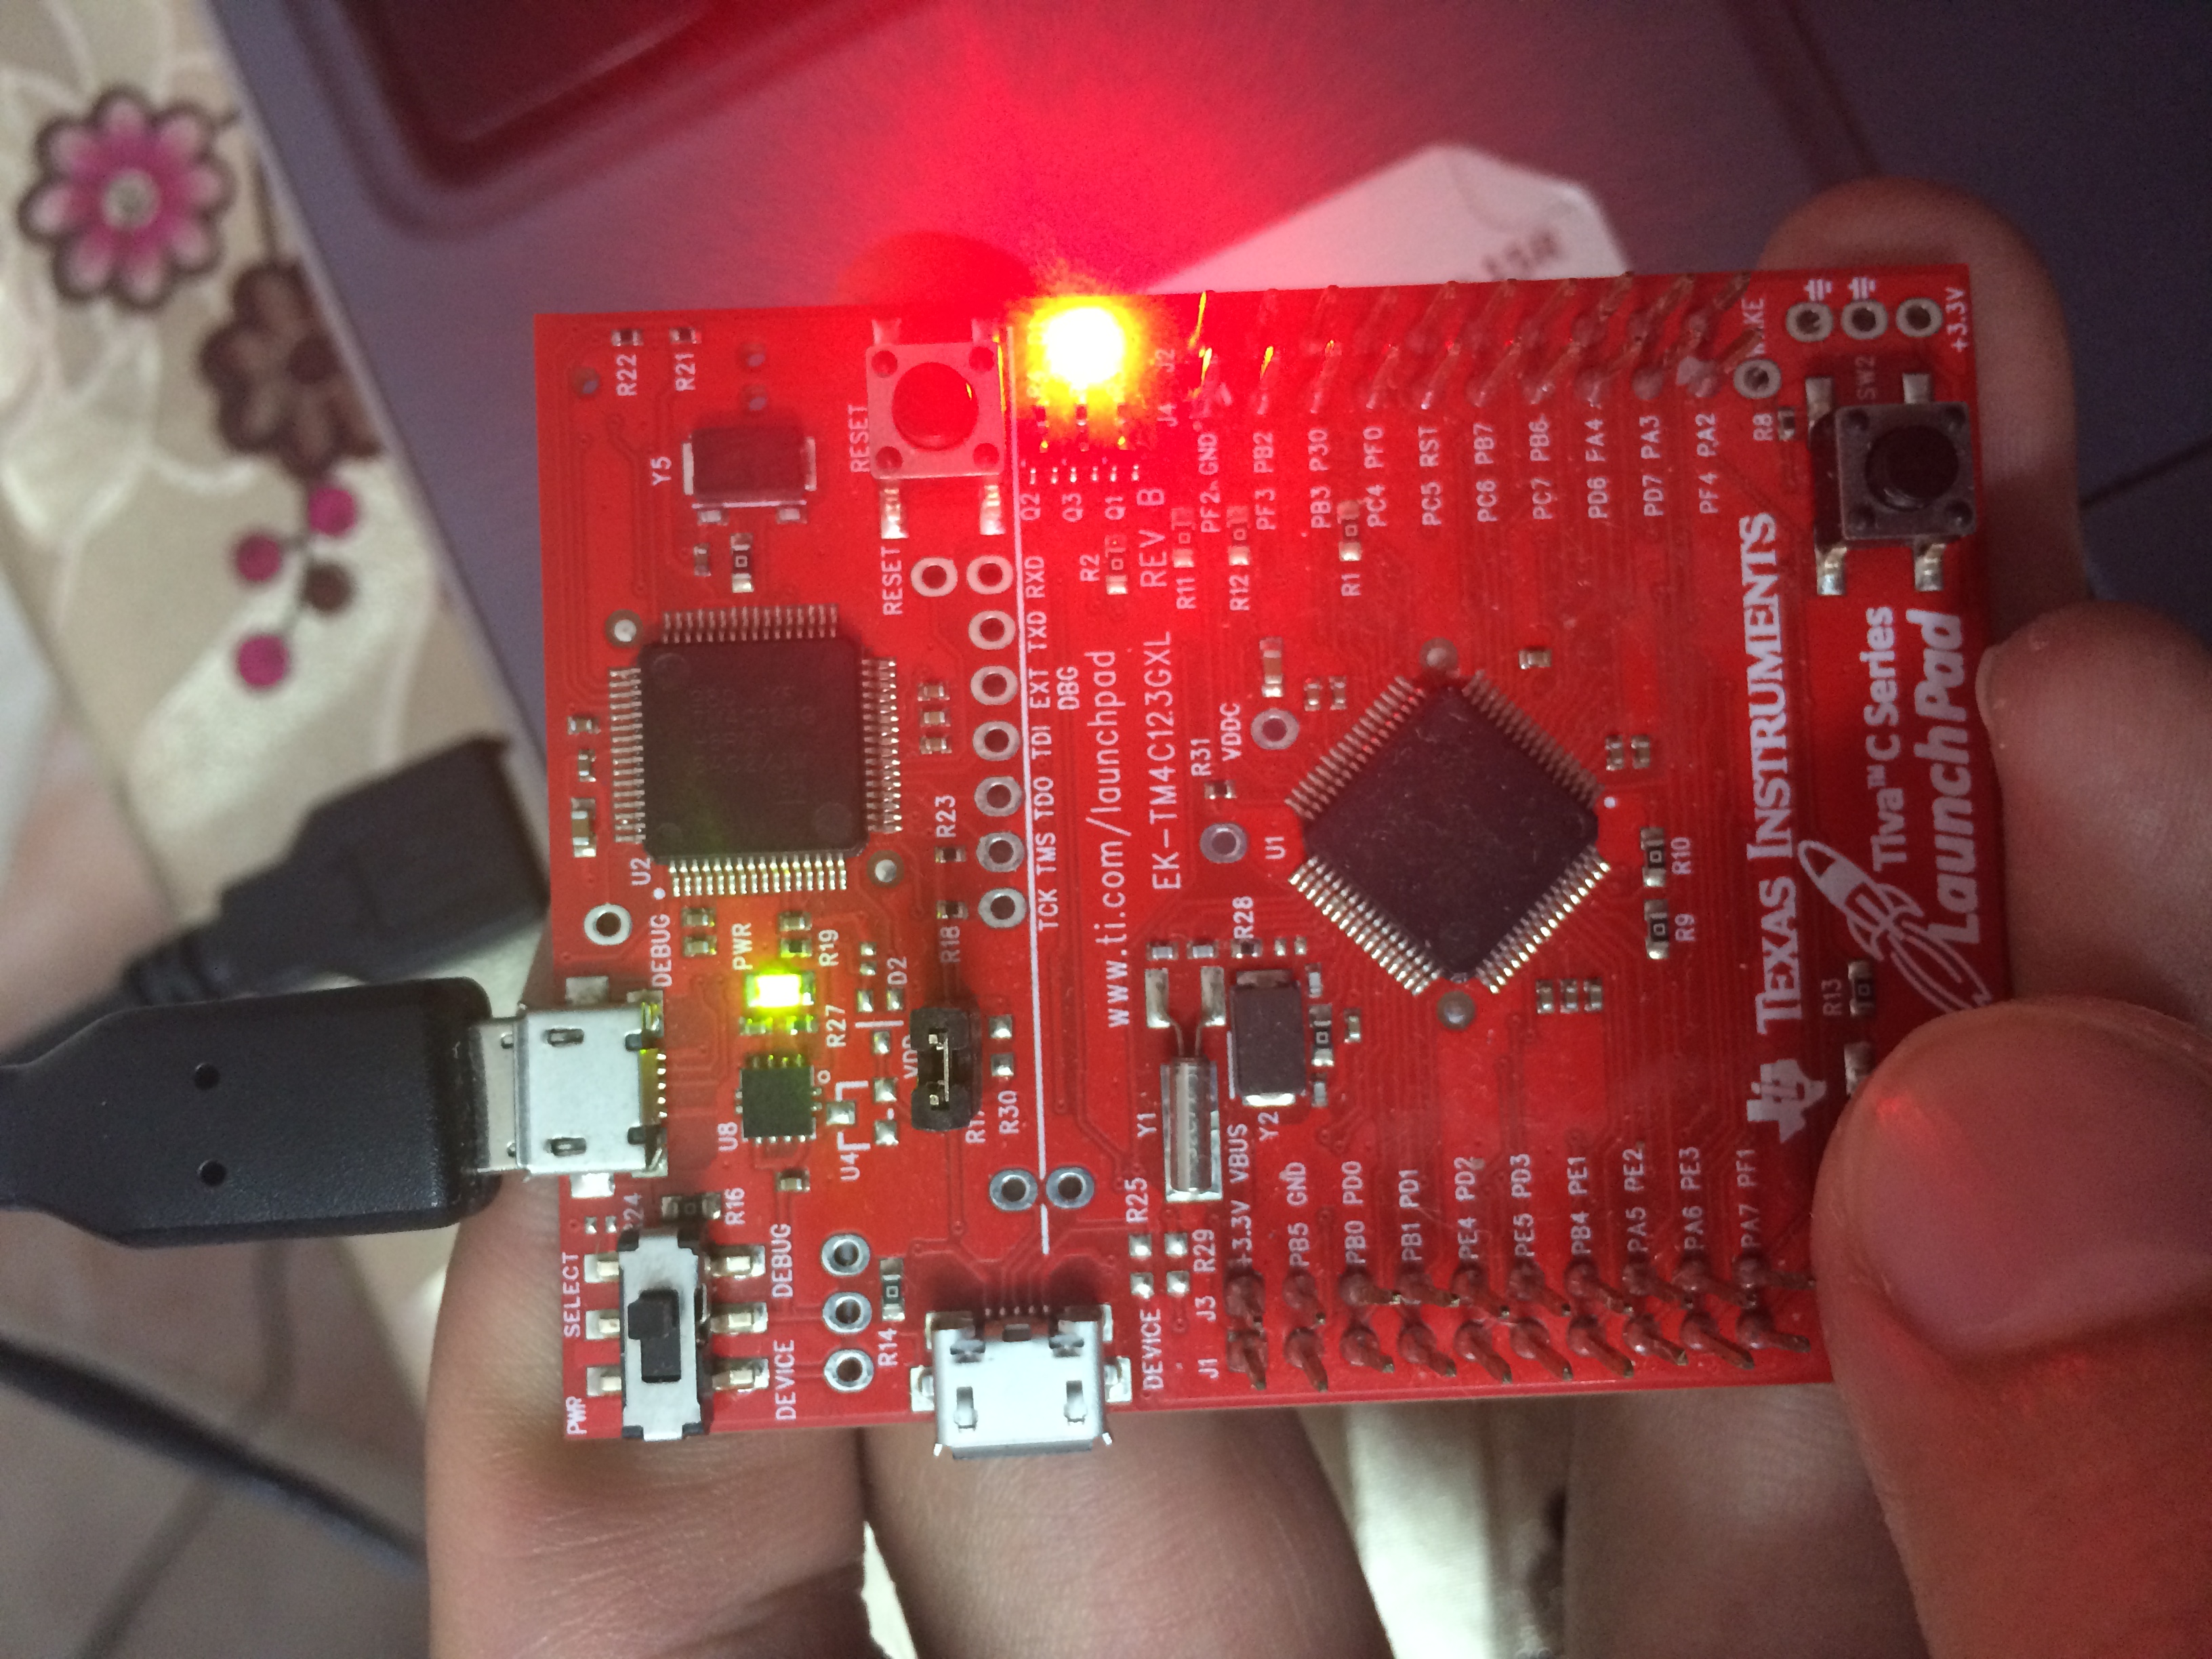 PWR SELECT
R24
U2
DEBUG
R22
Y5
R21
R16
U8
PWR
DEVICE DEBUG
R27
R19
U4
RESET
R14
D2
RESET
VDD
R18 R23
R30
TCK TMS TDO TDI EXT TXD RXD
DBG
Q2
Q3
Q1
www.ti.com/launchpad
R2
DEVICE
R25
Y1
EK-TM4C123GXL REV B
J4 J2
R11
J1 J3 R29
R31
VDDC
PF2 GND
+3.3V VBUS
R28
R12
Y2
U1
PF3 PB2
PB5 GND
PB3 P30
PB0 PD0
R1
PC4 PF0
PB1 PD1
PC5 RST
PE4 PD2
PC6 PB7
PE5 PD3
PC7 PB6
PB4 PE1
PD6 PA4
PA5 PE2
PD7 PA3
R9 R10
PA6 PE3
PF4 PA2
PA7 PF1
TEXAS INSTRUMENTS
R8
R13
Tiva™ C Series
LaunchPad
SW2
+3.3V